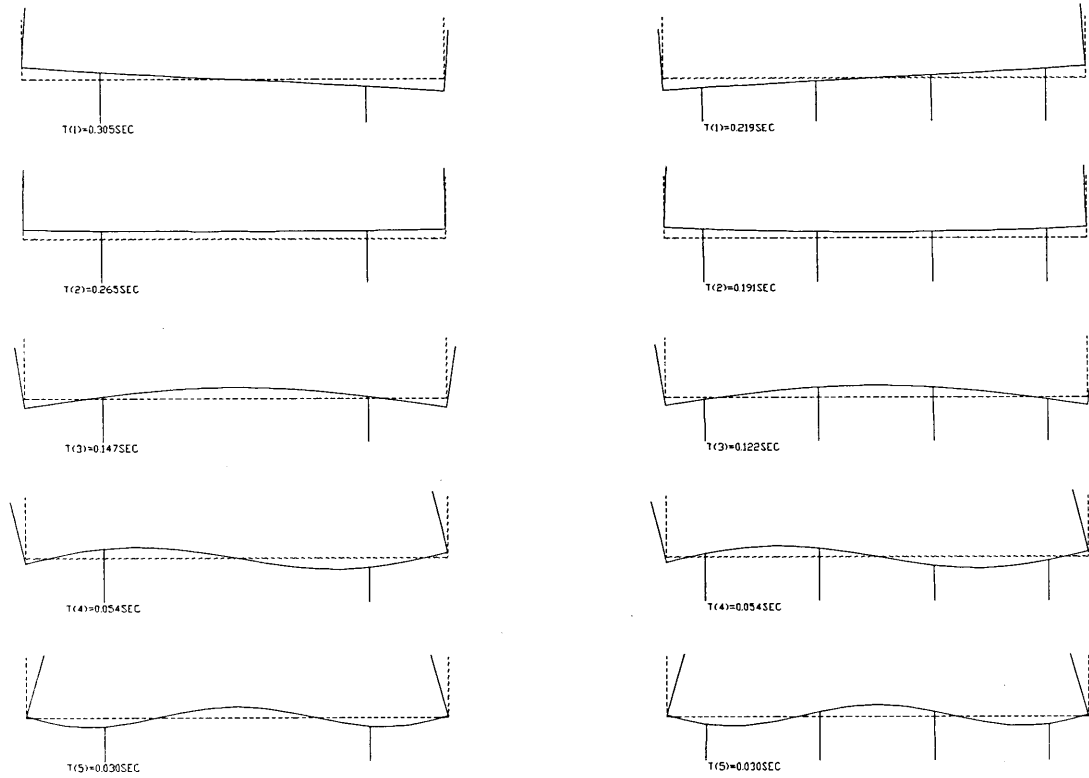 T(1)=0.305SEC
T(1)=0.219SEC
T(2)=0.265SEC
T(2)=0.191SEC
T(3)=0.147SEC
T(3)=0.122SEC
T(4)=0.054SEC
T(4)=0.054SEC
T(5)=0.030SEC
T(5)=0.030SEC